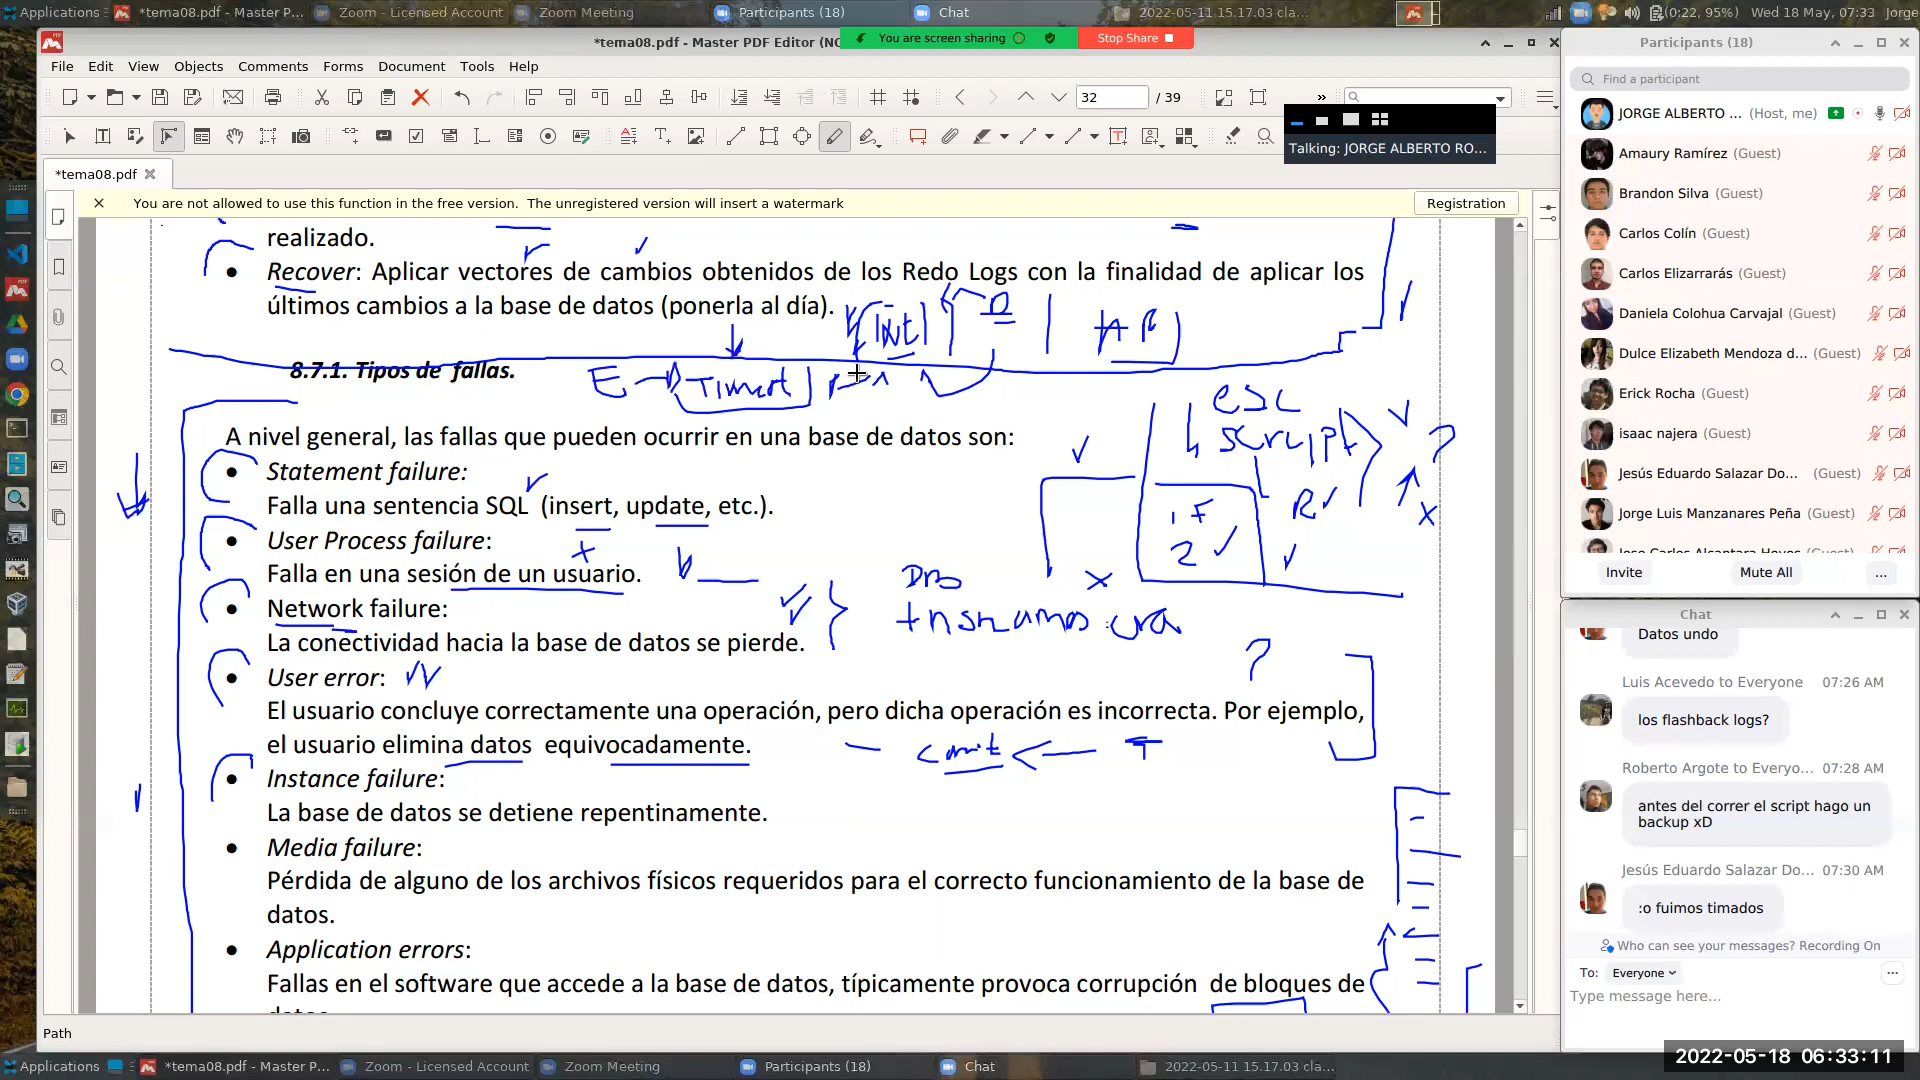 Applications
*tema08.pdf - Master P...
Zoom - Licensed Account
Zoom Meeting
Participants (18)
Chat
2022-05-11.15.17.03 cla...
(0:22, 95%)
Wed 18 May, 07:33
Jorge
*tema08.pdf - Master PDF Editor (NO
You are screen sharing
Stop Share
File Edit View Objects Comments Forms Document Tools Help
32 / 39
Talking: JORGE ALBERTO RO...
*tema08.pdf
You are not allowed to use this function in the free version. The unregistered version will insert a watermark
Registration
realizado.
• Recover: Aplicar vectores de cambios obtenidos de los Redo Logs con la finalidad de aplicar los
últimos cambios a la base de datos (ponerla al día).
8.7.1. Tipos de fallas.
esc
script
A nivel general, las fallas que pueden ocurrir en una base de datos son:
• Statement failure:
Falla una sentencia SQL (insert, update, etc.).
• User Process failure:
Falla en una sesión de un usuario.
• Network failure:
La conectividad hacia la base de datos se pierde.
• User error:
El usuario concluye correctamente una operación, pero dicha operación es incorrecta. Por ejemplo,
el usuario elimina datos equivocadamente.
• Instance failure:
La base de datos se detiene repentinamente.
• Media failure:
Pérdida de alguno de los archivos físicos requeridos para el correcto funcionamiento de la base de
datos.
• Application errors:
Fallas en el software que accede a la base de datos, típicamente provoca corrupción de bloques de
datos.
Path
Participants (18)
Find a participant
JORGE ALBERTO ... (Host, me)
Amaury Ramírez (Guest)
Brandon Silva (Guest)
Carlos Colín (Guest)
Carlos Elizarrarás (Guest)
Daniela Colohua Carvajal (Guest)
Dulce Elizabeth Mendoza d... (Guest)
Erick Rocha (Guest)
isaac najera (Guest)
Jesús Eduardo Salazar Do... (Guest)
Jorge Luis Manzanares Peña (Guest)
Jose Carlos Alcantara Hoyos (Guest)
Invite
Mute All
...
Chat
Datos undo
Luis Acevedo to Everyone 07:26 AM
los flashback logs?
Roberto Argote to Everyo... 07:28 AM
antes del correr el script hago un
backup xD
Jesús Eduardo Salazar Do... 07:30 AM
:o fuimos timados
Who can see your messages? Recording On
To: Everyone
Type message here...
Applications
*tema08.pdf - Master P...
Zoom - Licensed Account
Zoom Meeting
Participants (18)
Chat
2022-05-11 15.17.03 cla...
2022-05-18 06:33:11